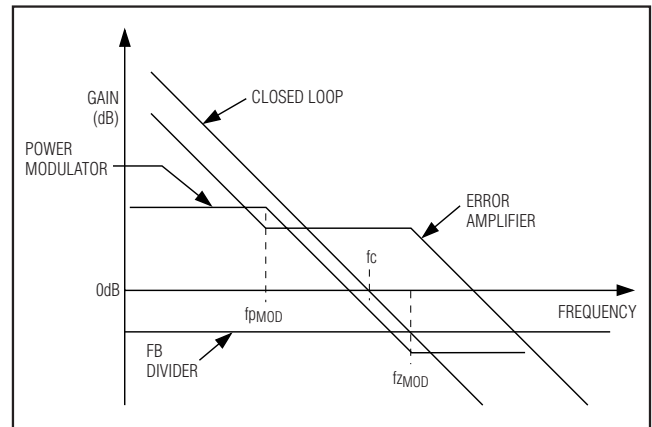 GAIN
(dB)
CLOSED LOOP
POWER
MODULATOR
ERROR
AMPLIFIER
fc
0dB
FREQUENCY
fpMOD
FB
DIVIDER
fzMOD